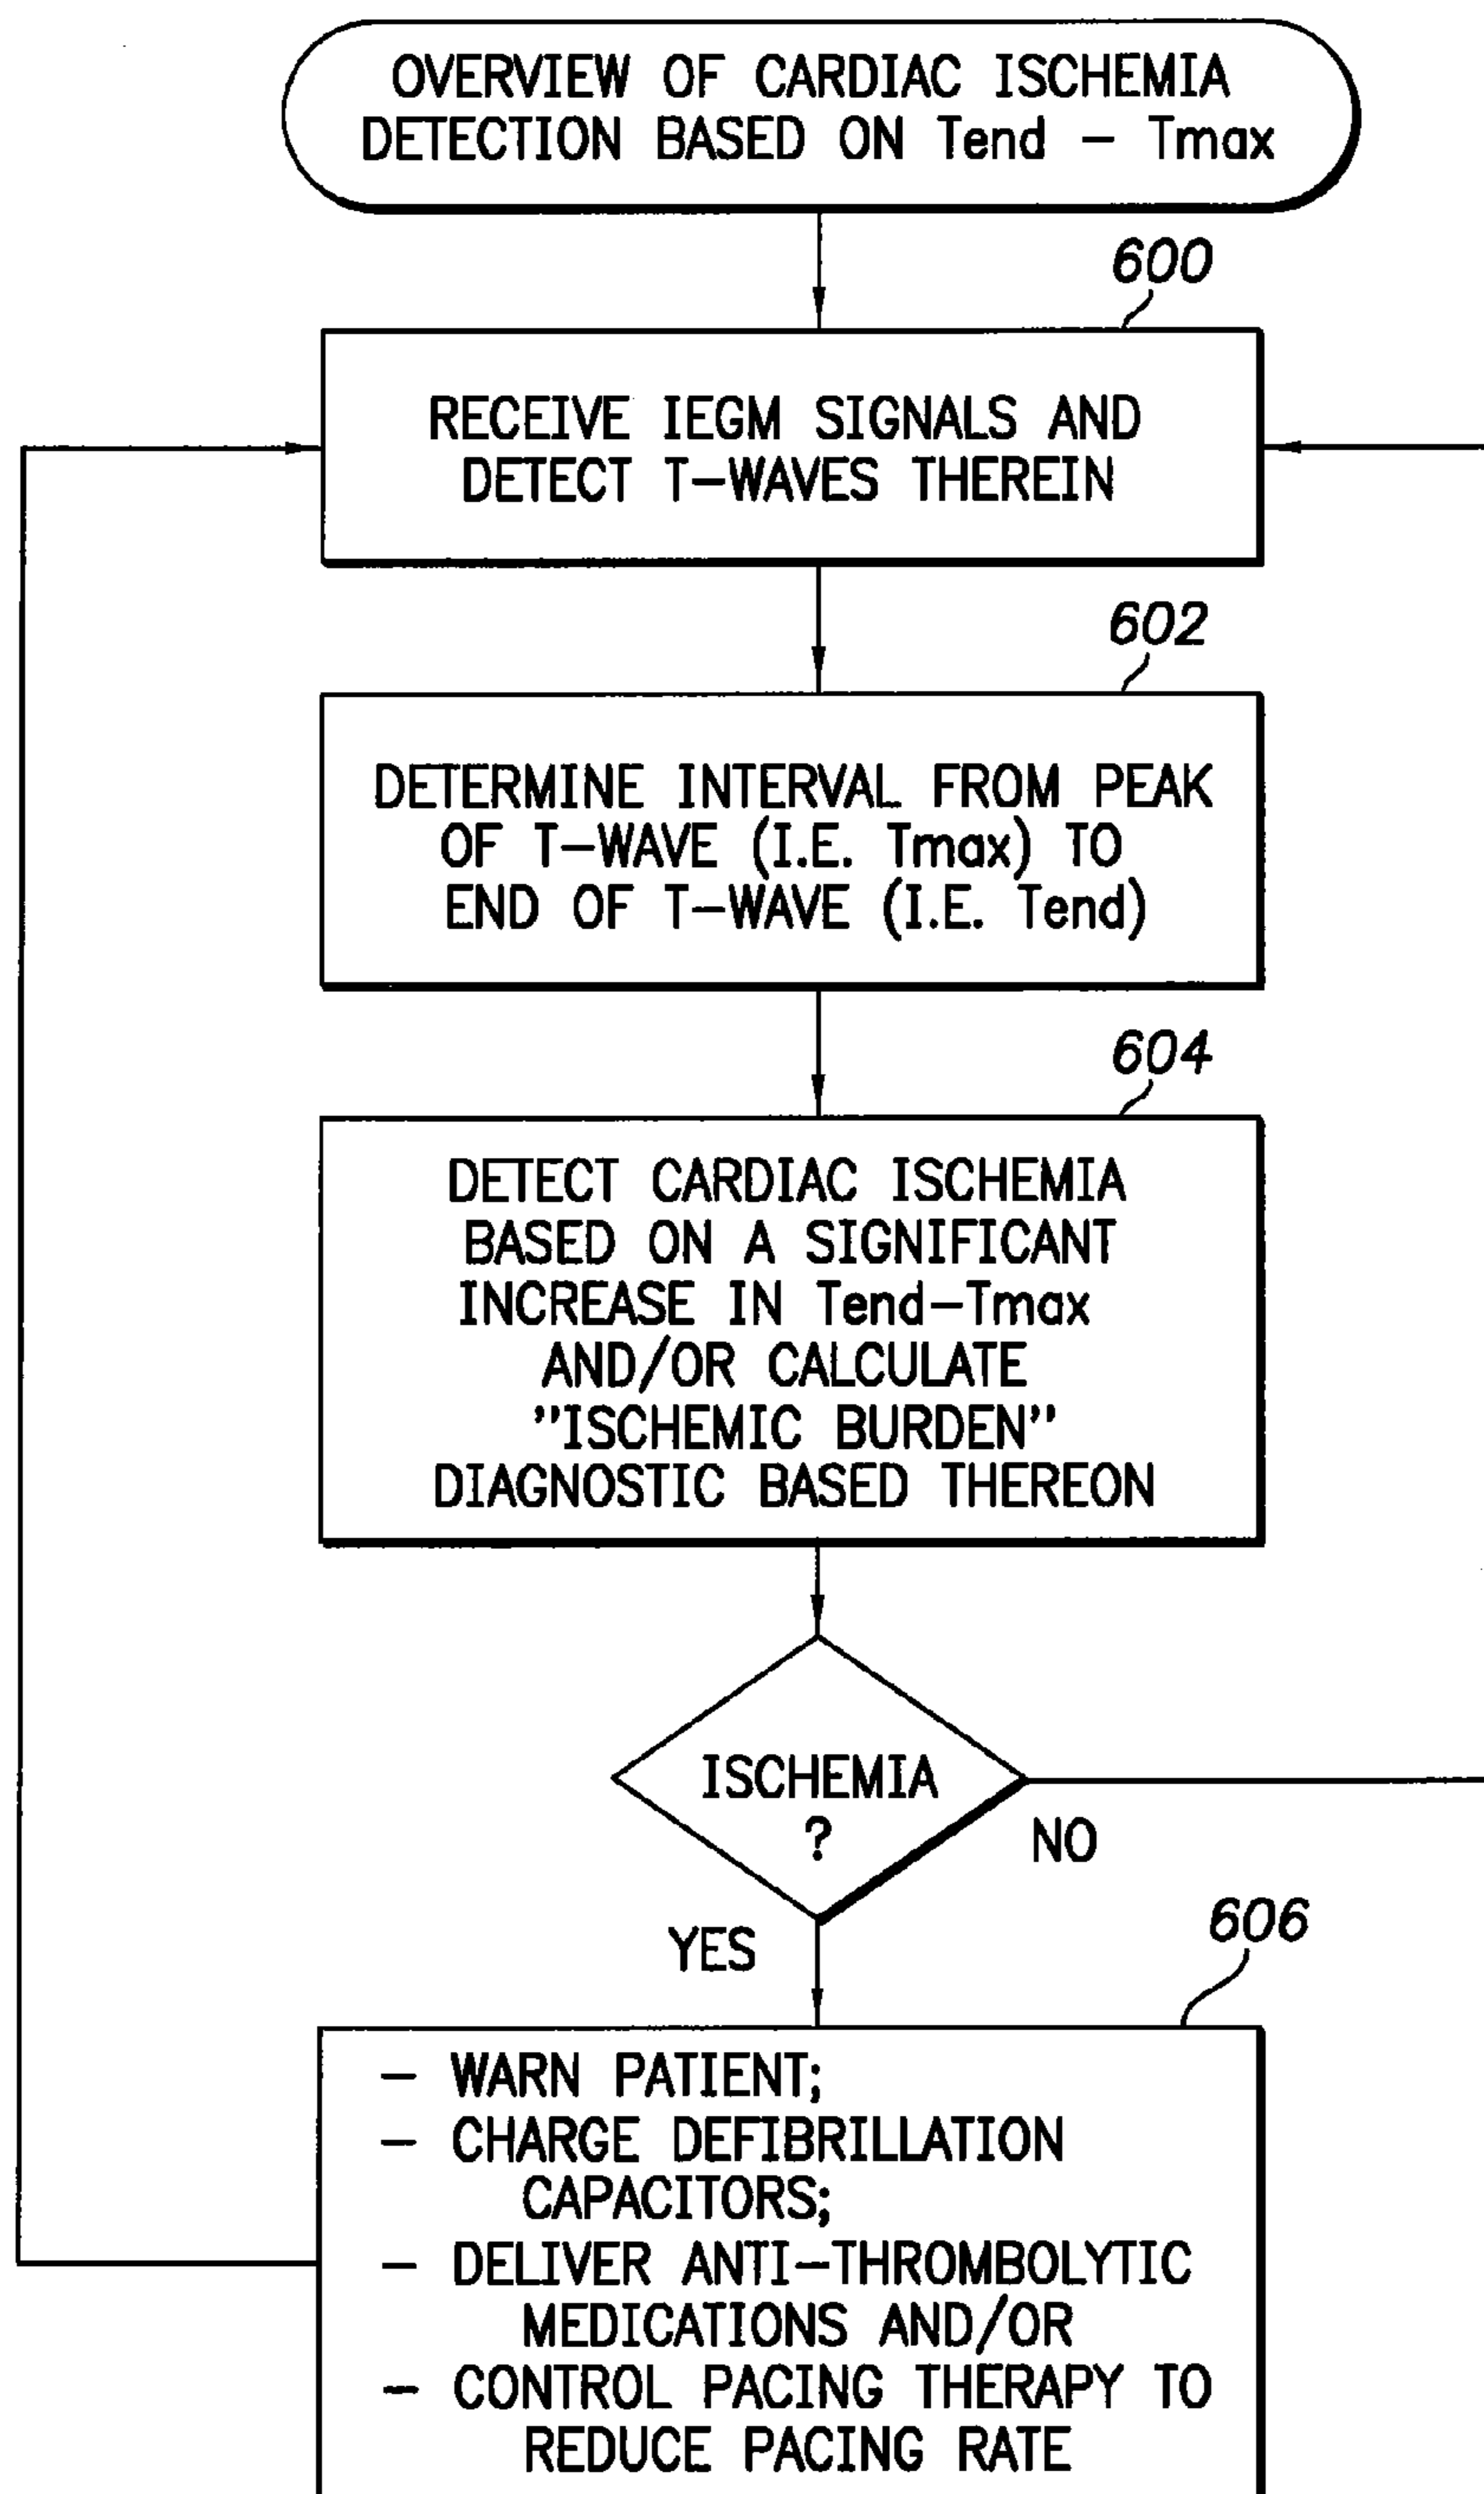 OVERVIEW OF CARDIAC ISCHEMIA
DETECTION BASED ON Tend – Tmax
600
RECEIVE IEGM SIGNALS AND
DETECT T–WAVES THEREIN
602
DETERMINE INTERVAL FROM PEAK
OF T–WAVE (I.E. Tmax) TO
END OF T–WAVE (I.E. Tend)
604
DETECT CARDIAC ISCHEMIA
BASED ON A SIGNIFICANT
INCREASE IN Tend–Tmax
AND/OR CALCULATE
"ISCHEMIC BURDEN"
DIAGNOSTIC BASED THEREON
ISCHEMIA
?
NO
YES
606
– WARN PATIENT;
– CHARGE DEFIBRILLATION
CAPACITORS;
– DELIVER ANTI–THROMBOLYTIC
MEDICATIONS AND/OR
– CONTROL PACING THERAPY TO
REDUCE PACING RATE